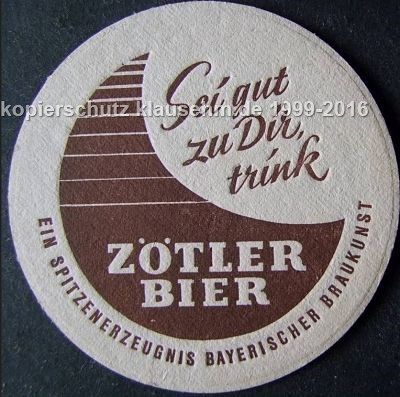 kopierschutz klausehm.de 1999-2016
Sei gut
zu Dir,
trink
ZÖTLER
BIER
EIN SPITZENERZEUGNIS BAYERISCHER BRAUKUNST